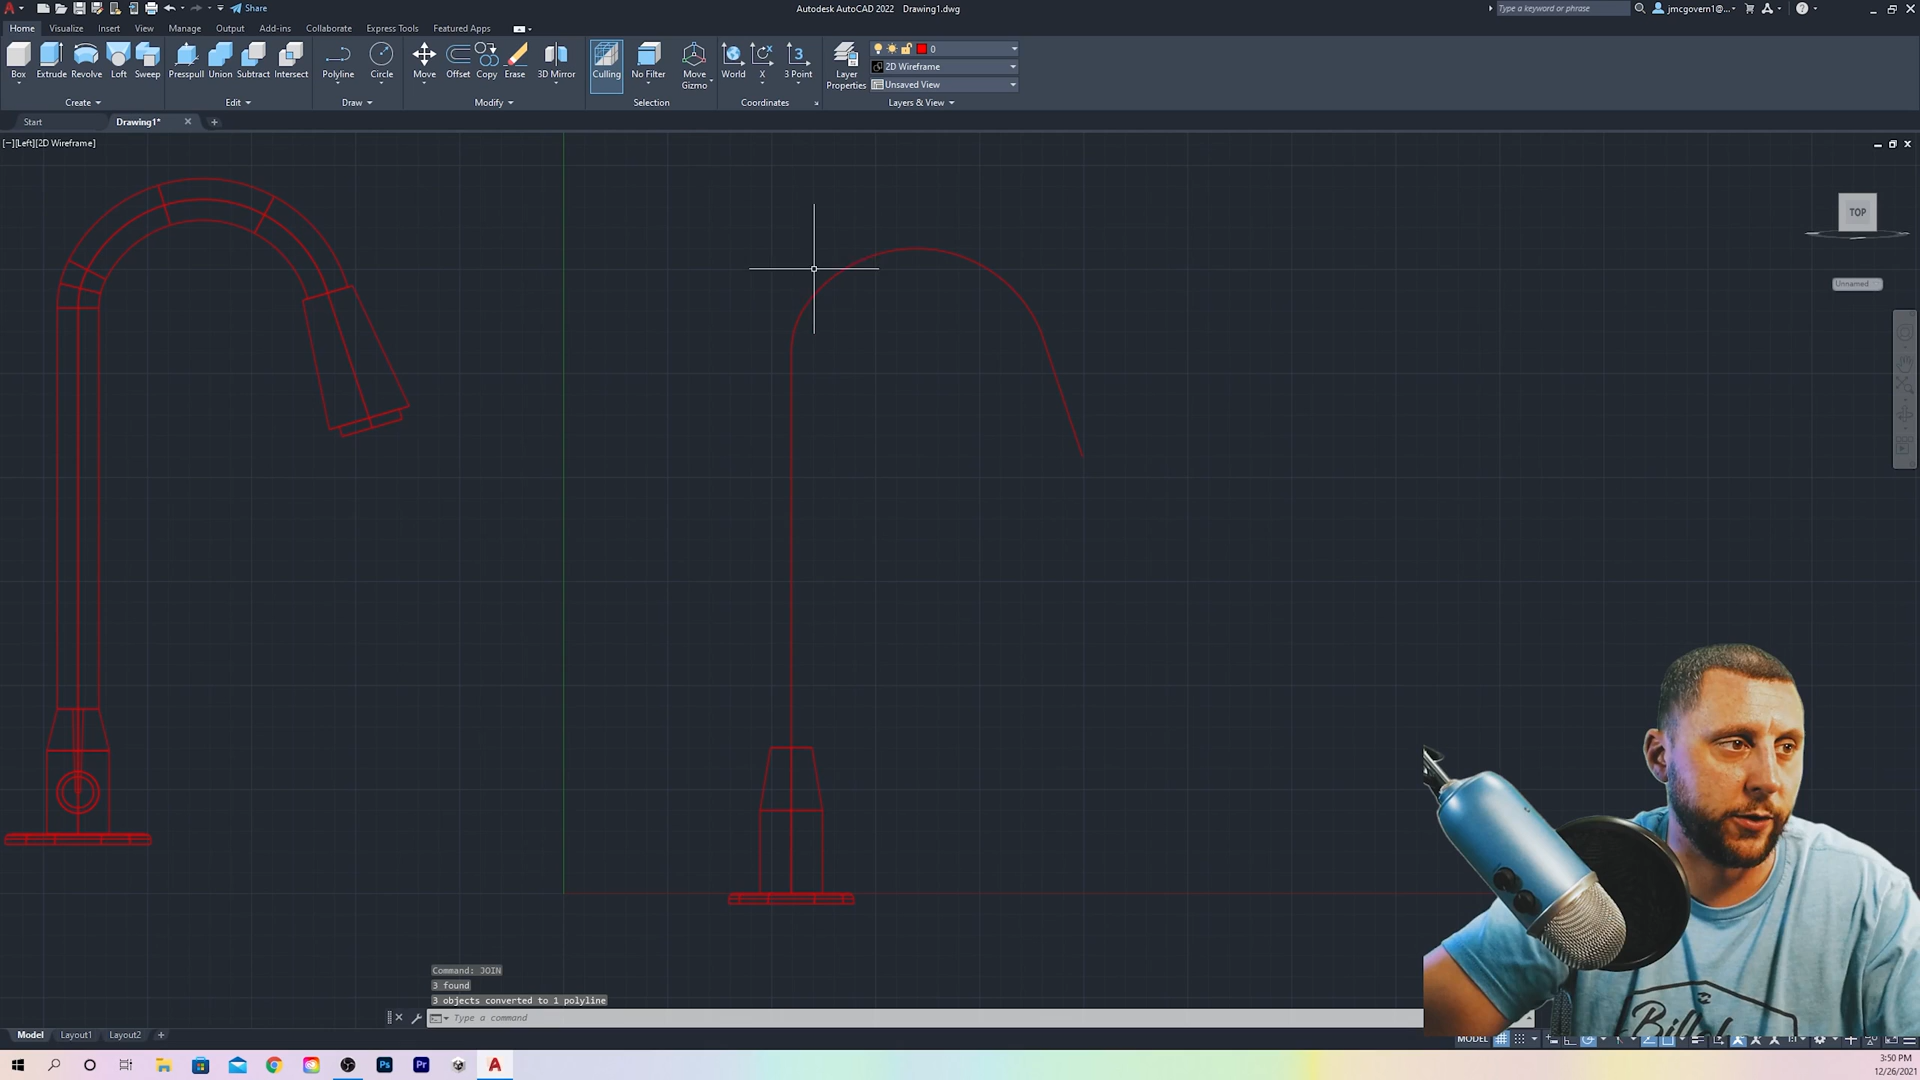 Share
Autodesk AutoCAD 2022 Drawing1.dwg
Type a keyword or phrase
jmcgovern1@...
Home Visualize Insert View Manage Output Add-ins Collaborate Express Tools Featured Apps
Box Extrude Revolve Loft Sweep Presspull Union Subtract Intersect Polyline Circle Move Offset Copy Erase 3D Mirror Culling No Filter Move Gizmo World X 3 Point Layer Properties
0
2D Wireframe
Unsaved View
Create Edit Draw Modify Selection Coordinates Layers & View
Start Drawing1*
[−][Left][2D Wireframe]
TOP
Unnamed
Command: JOIN
3 found
3 objects converted to 1 polyline
Type a command
Model Layout1 Layout2
MODEL
3:50 PM
12/26/2021